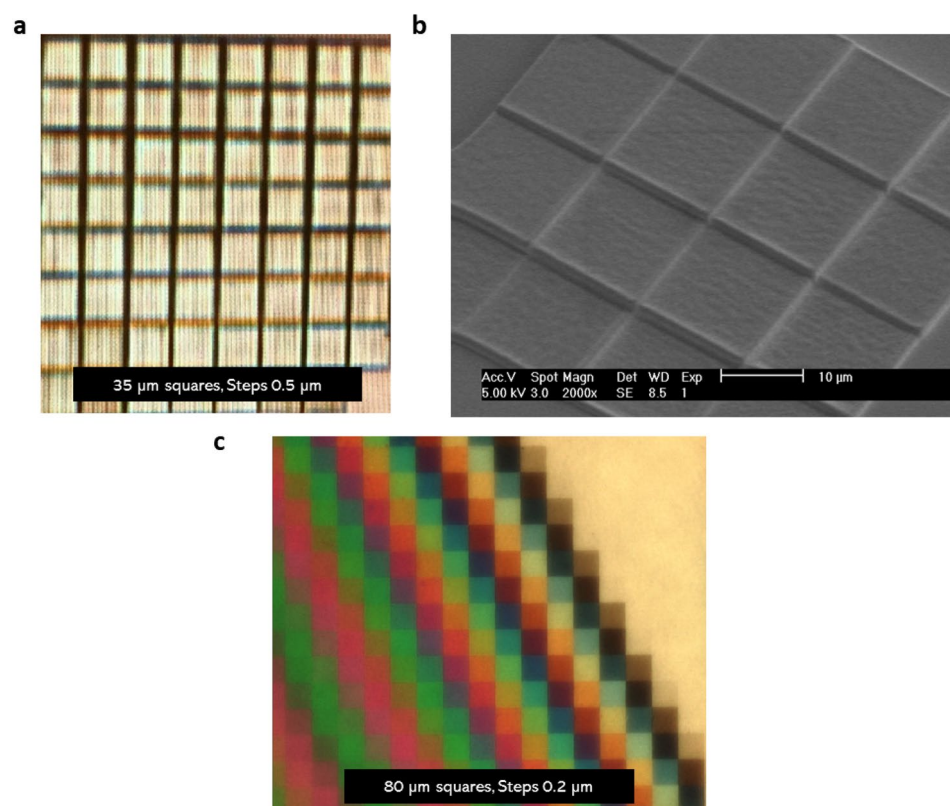 a
b
35 µm squares, Steps 0.5 µm
Acc.V Spot Magn Det WD Exp 10 µm
5.00 kV 3.0 2000x SE 8.5 1
c
80 µm squares, Steps 0.2 µm